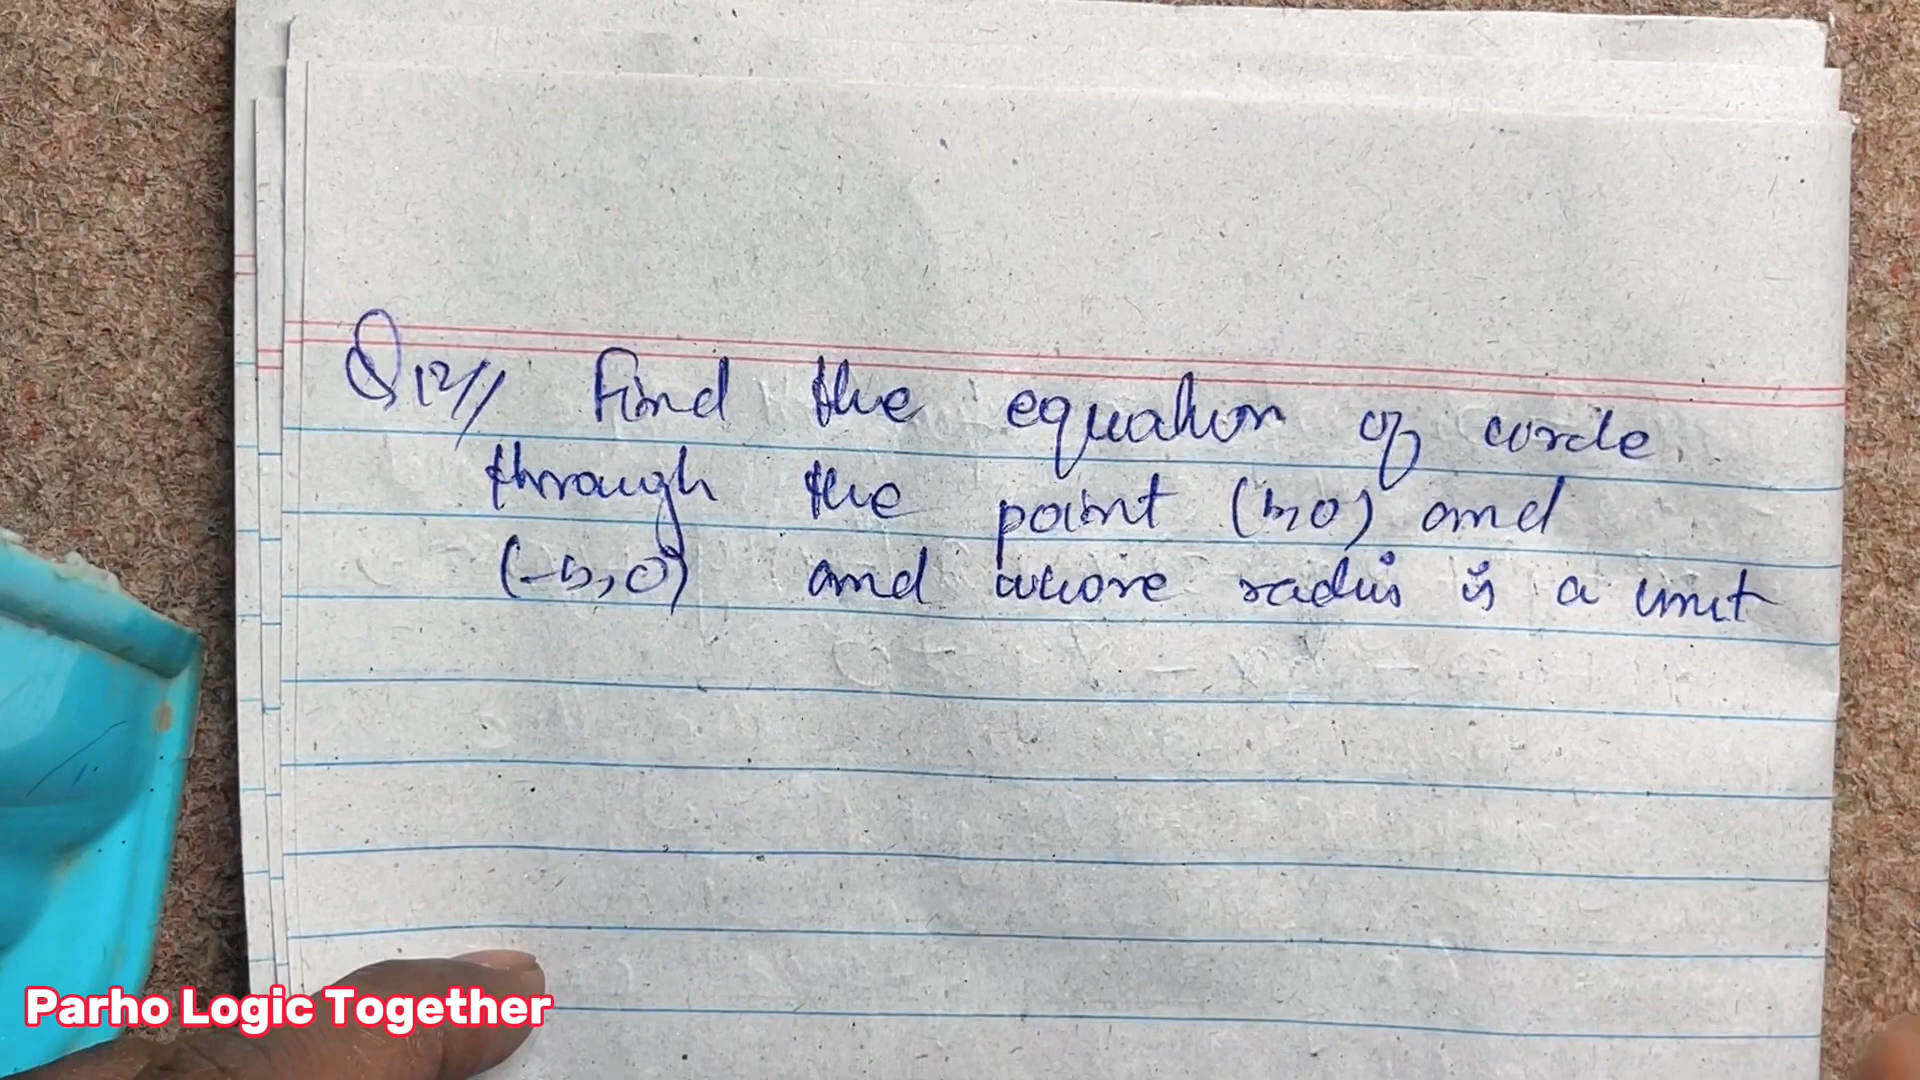 Q12// Find the equation of circle
through the point (b,0) and
(-b,0) and whose radius is a unit
Parho Logic Together